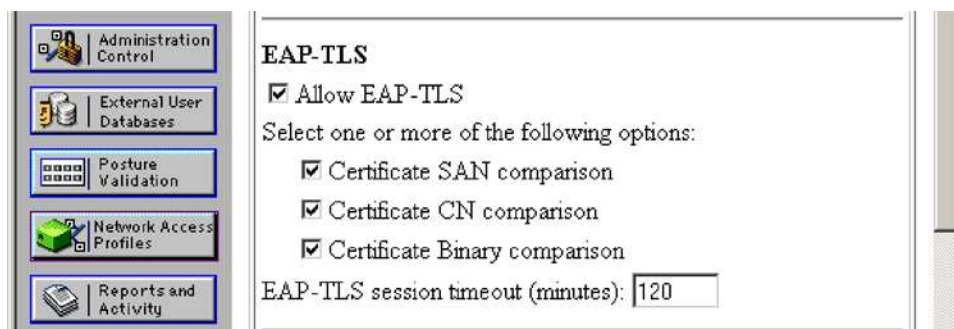 Administration
Control
External User
Databases
Posture
Validation
Network Access
Profiles
Reports and
Activity
EAP-TLS
Allow EAP-TLS
Select one or more of the following options:
Certificate SAN comparison
Certificate CN comparison
Certificate Binary comparison
EAP-TLS session timeout (minutes): 120